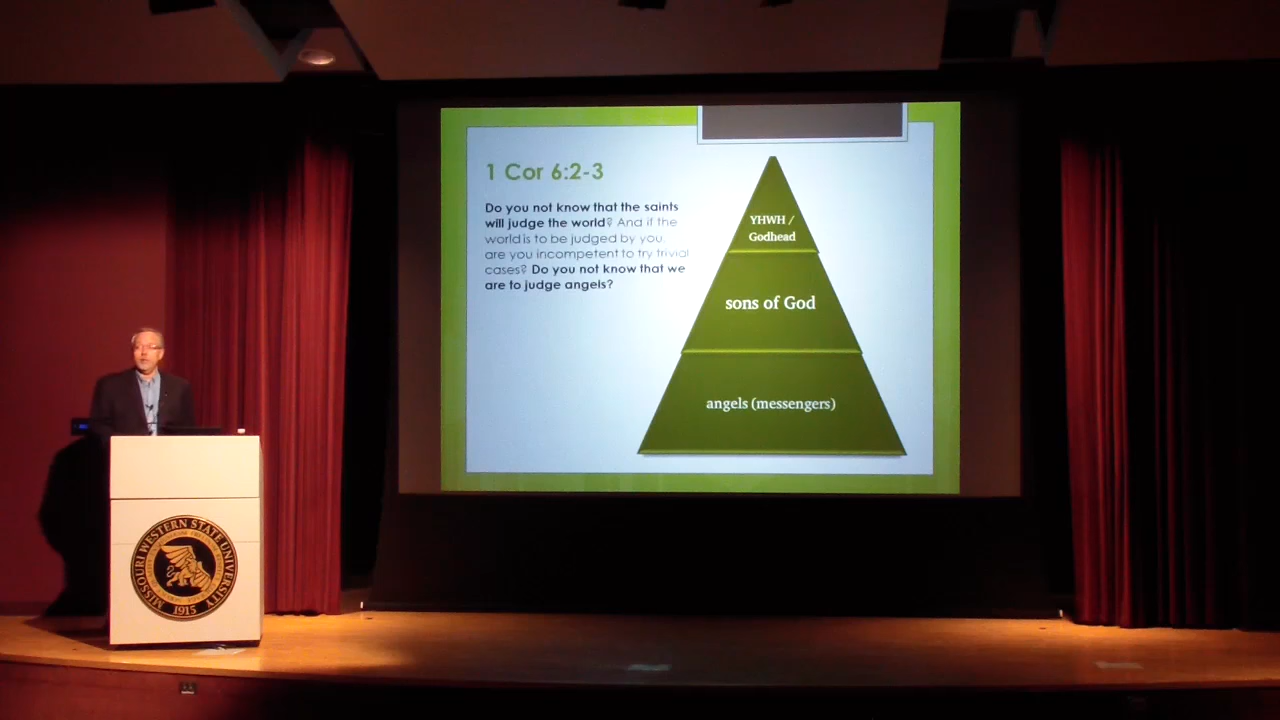 1 Cor 6:2-3
Do you not know that the saints
will judge the world? And if the
world is to be judged by you,
are you incompetent to try trivial
cases? Do you not know that we
are to judge angels?
YHWH /
Godhead
sons of God
angels (messengers)
MISSOURI WESTERN STATE UNIVERSITY
1915